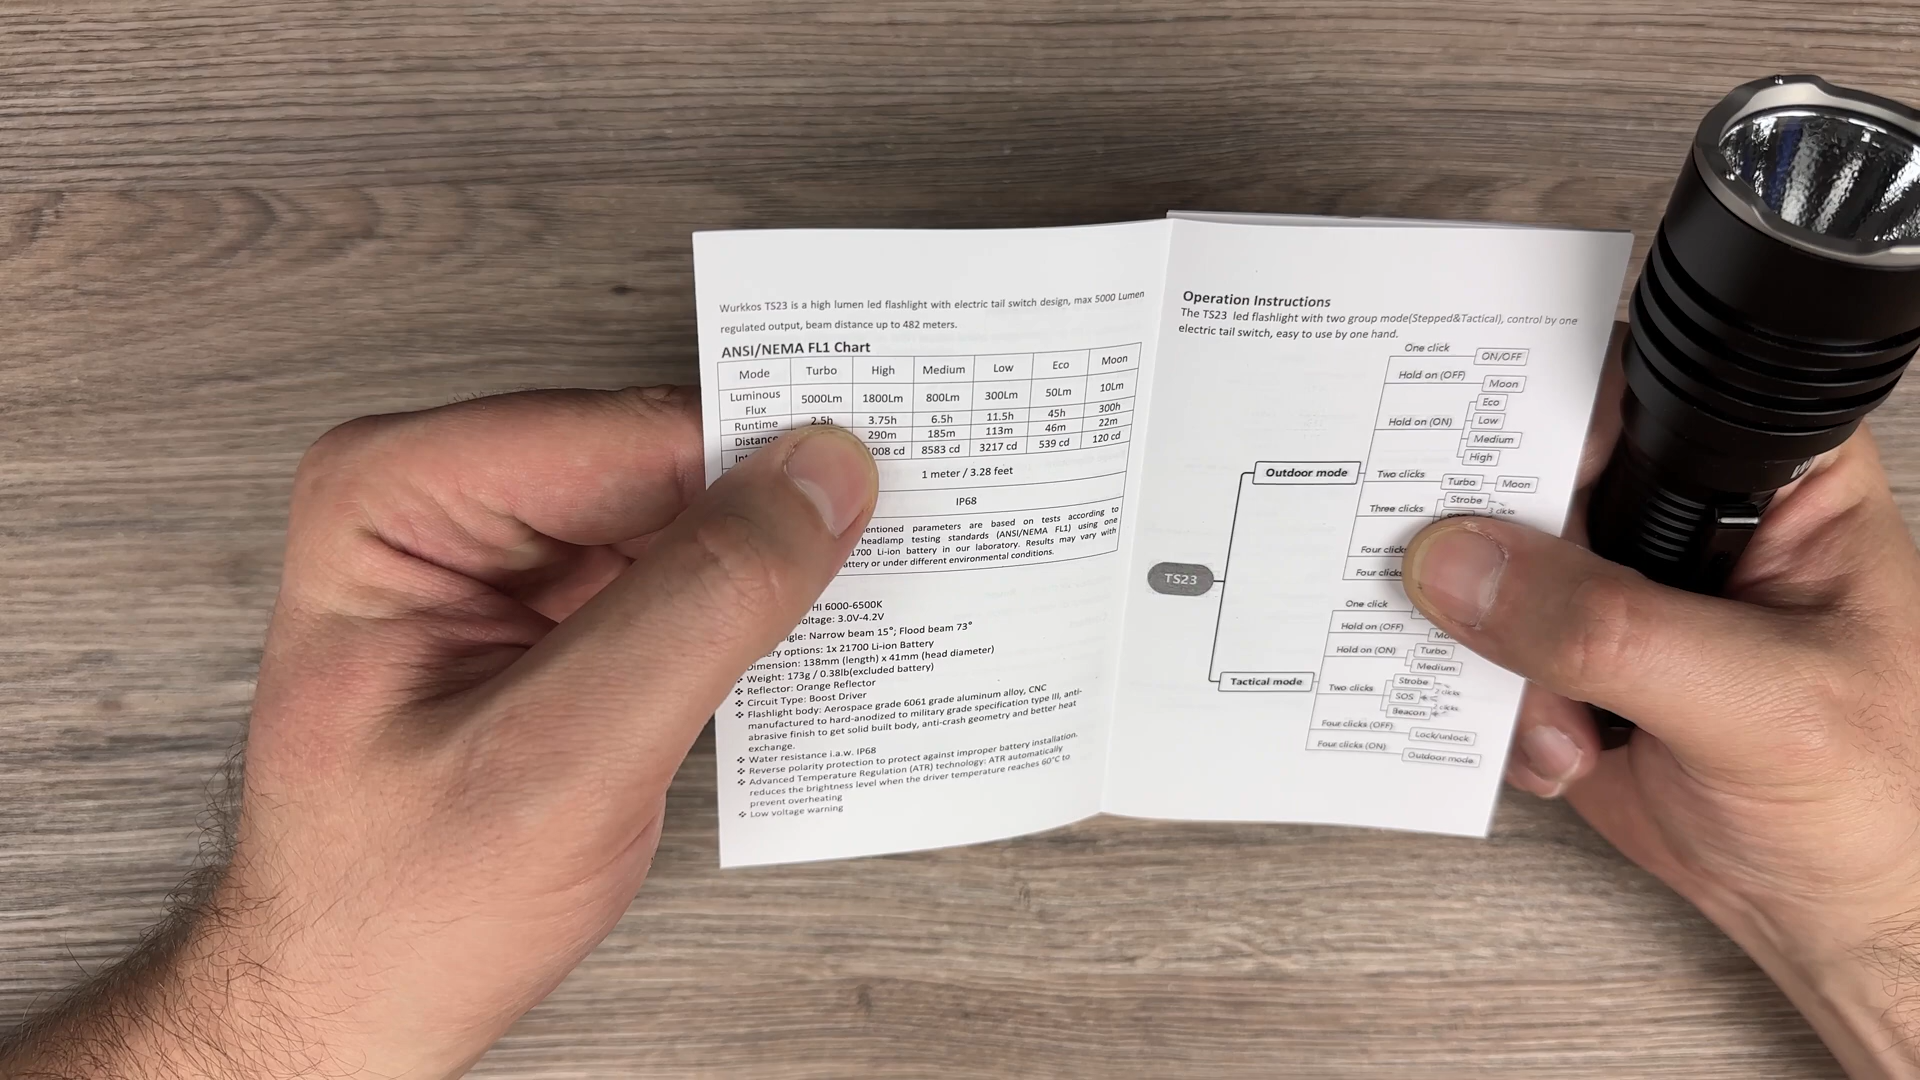 Wurkkos TS23 is a high lumen led flashlight with electric tail switch design, max 5000 Lumen
regulated output, beam distance up to 482 meters.
ANSI/NEMA FL1 Chart
Mode Turbo High Medium Low Eco Moon
Luminous Flux 5000Lm 1800Lm 800Lm 300Lm 50Lm 10Lm
Runtime 2.5h 3.75h 6.5h 11.5h 45h 300h
Distance 290m 185m 113m 46m 22m
8583 cd 3217 cd 539 cd 120 cd
1 meter / 3.28 feet
IP68
parameters are based on tests according to
headlamp testing standards (ANSI/NEMA FL1) using one
Li-ion battery in our laboratory. Results may vary with
or under different environmental conditions.
HI 6000-6500K
3.0V-4.2V
Narrow beam 15°; Flood beam 73°
options: 1x 21700 Li-ion Battery
138mm (length) x 41mm (head diameter)
❖ Weight: 173g / 0.38lb(excluded battery)
❖ Reflector: Orange Reflector
❖ Circuit Type: Boost Driver
❖ Flashlight body: Aerospace grade 6061 grade aluminum alloy, CNC
manufactured to hard-anodized to military grade specification type III, anti-
abrasive finish to get solid built body, anti-crash geometry and better heat
exchange.
❖ Water resistance i.a.w. IP68
❖ Reverse polarity protection to protect against improper battery installation.
❖ Advanced Temperature Regulation (ATR) technology: ATR automatically
reduces the brightness level when the driver temperature reaches 60°C to
prevent overheating
❖ Low voltage warning
Operation Instructions
The TS23 led flashlight with two group mode(Stepped&Tactical), control by one
electric tail switch, easy to use by one hand.
TS23
Outdoor mode
One click ON/OFF
Hold on (OFF) Moon
Hold on (ON) Eco
Low
Medium
High
Two clicks Turbo Moon
Three clicks Strobe 3 clicks
Four
Four
Tactical mode
One click
Hold on (OFF)
Hold on (ON) Turbo
Medium
Two clicks Strobe 2 clicks
SOS
Beacon clicks
Four clicks (OFF) Lock/unlock
Four clicks (ON) Outdoor mode